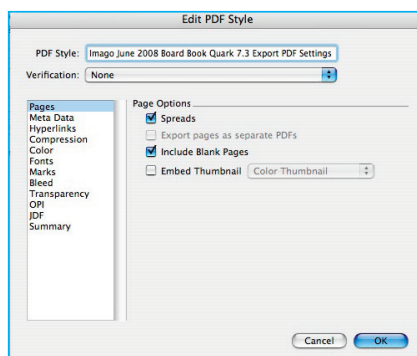 Edit PDF Style
PDF Style: Imago June 2008 Board Book Quark 7.3 Export PDF Settings
Verification: None
Pages
Meta Data
Hyperlinks
Compression
Color
Fonts
Marks
Bleed
Transparency
OPI
JDF
Summary
Page Options
Spreads
Export pages as separate PDFs
Include Blank Pages
Embed Thumbnail Color Thumbnail
Cancel OK